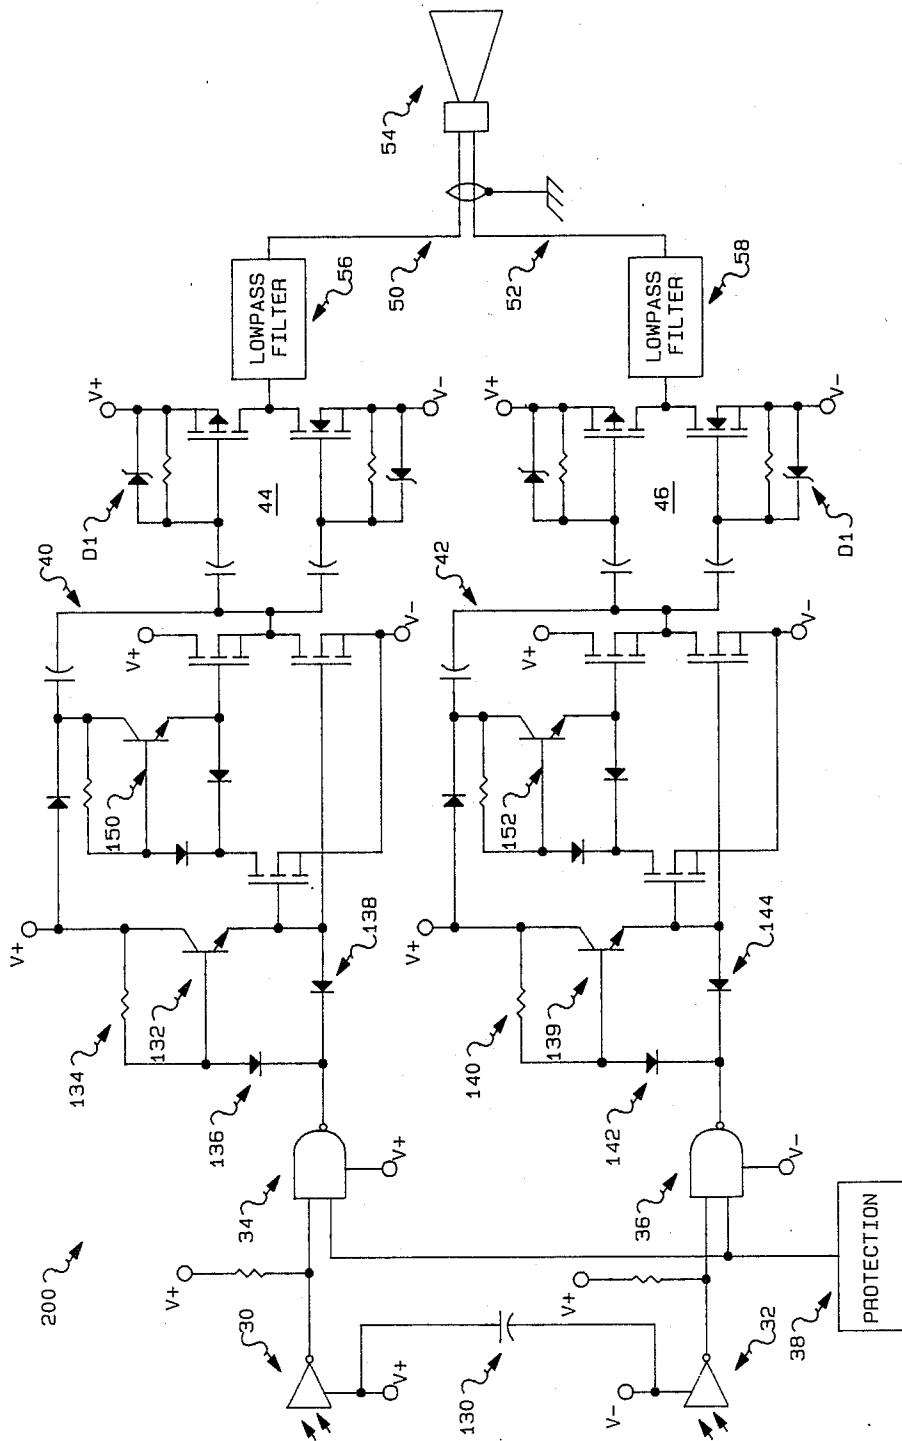 200
V+
30
V+
130
V-
V+
32
38
PROTECTION
34
V+
36
V-
134
132
136
138
V+
150
V+
V-
40
140
139
142
144
V+
152
V+
V-
42
D1
V+
44
V-
V+
46
V-
D1
LOWPASS
FILTER
56
50
LOWPASS
FILTER
58
52
54